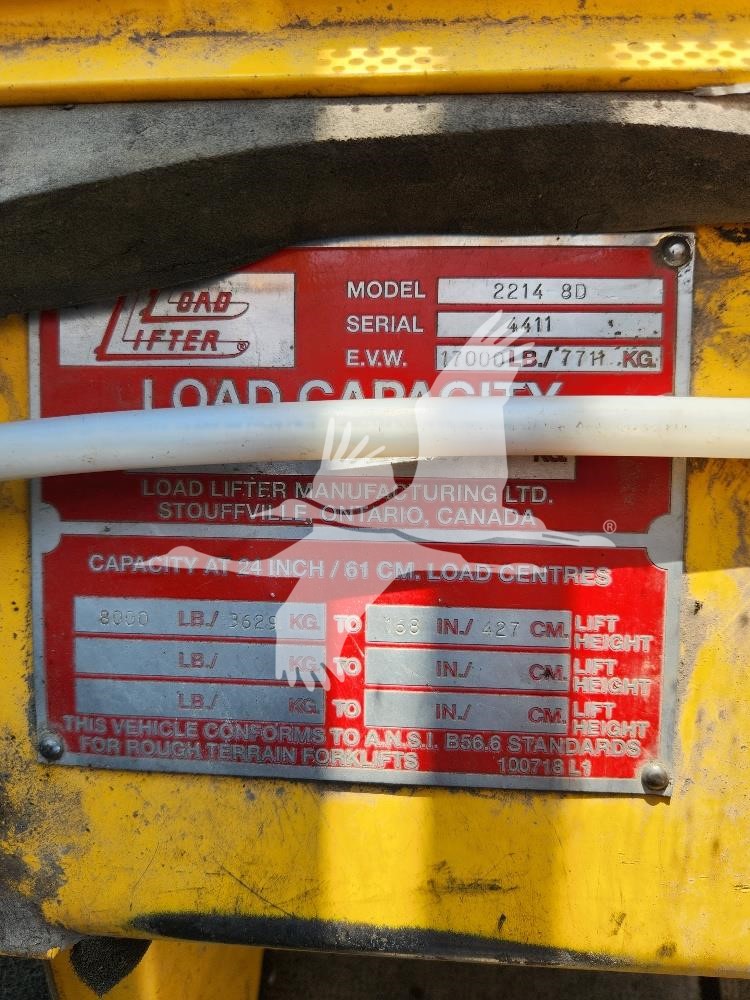 LOAD
LIFTER ®
MODEL 2214 8D
SERIAL 4411
E.V.W. 17000 LB./ 7711 KG.
LOAD CAPACITY
KG.
LOAD LIFTER MANUFACTURING LTD.
STOUFFVILLE, ONTARIO, CANADA
®
CAPACITY AT 24 INCH / 61 CM. LOAD CENTRES
8000 LB./ 3629 KG. TO 168 IN./ 427 CM. LIFT HEIGHT
LB./ KG. TO IN./ CM. LIFT HEIGHT
LB./ KG. TO IN./ CM. LIFT HEIGHT
THIS VEHICLE CONFORMS TO A.N.S.I. B56.6 STANDARDS
FOR ROUGH TERRAIN FORKLIFTS 100718 L1